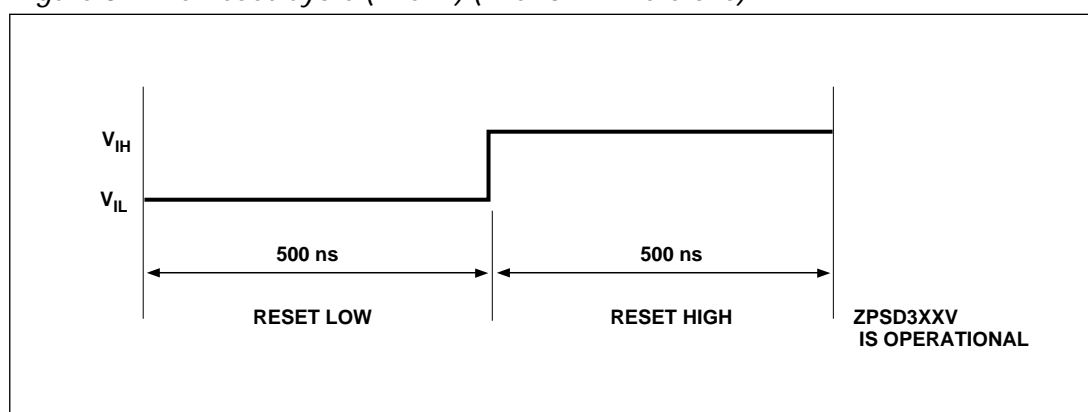 V_IH
V_IL
500 ns 500 ns
RESET LOW RESET HIGH ZPSD3XXV
IS OPERATIONAL